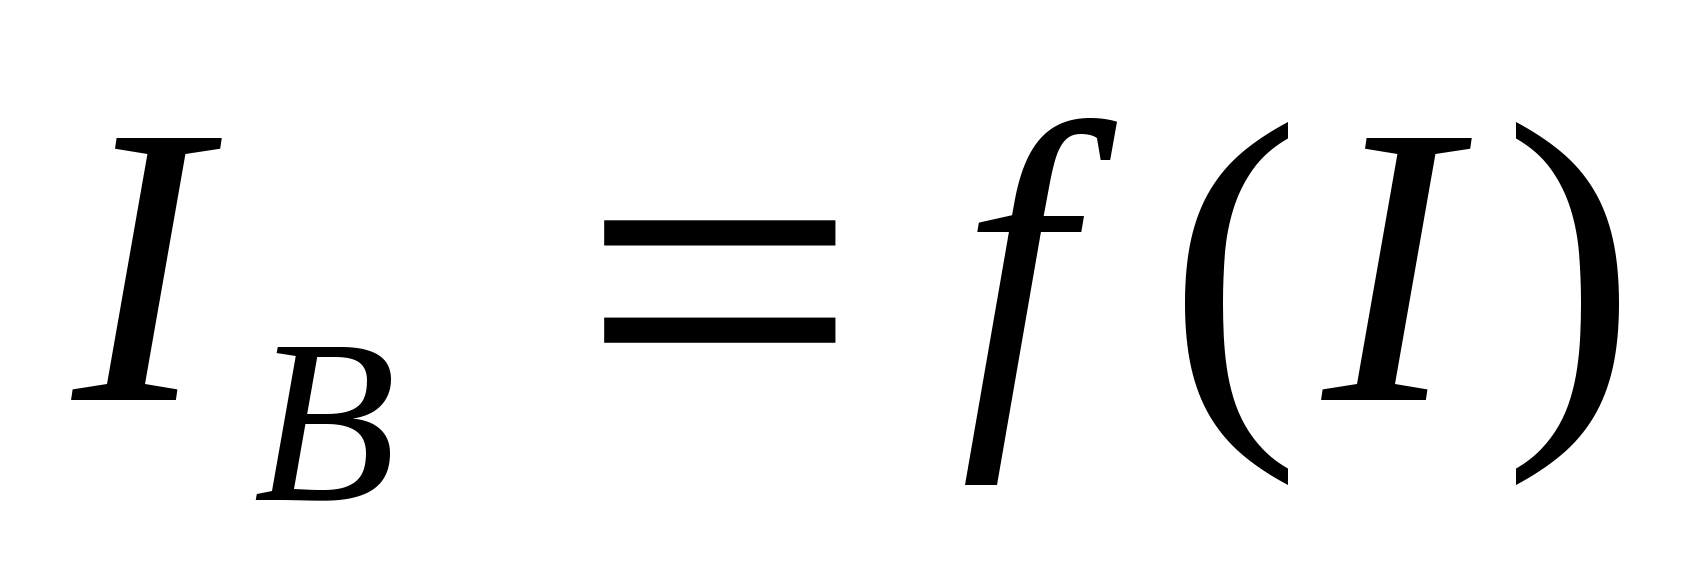 I_B = f(I)